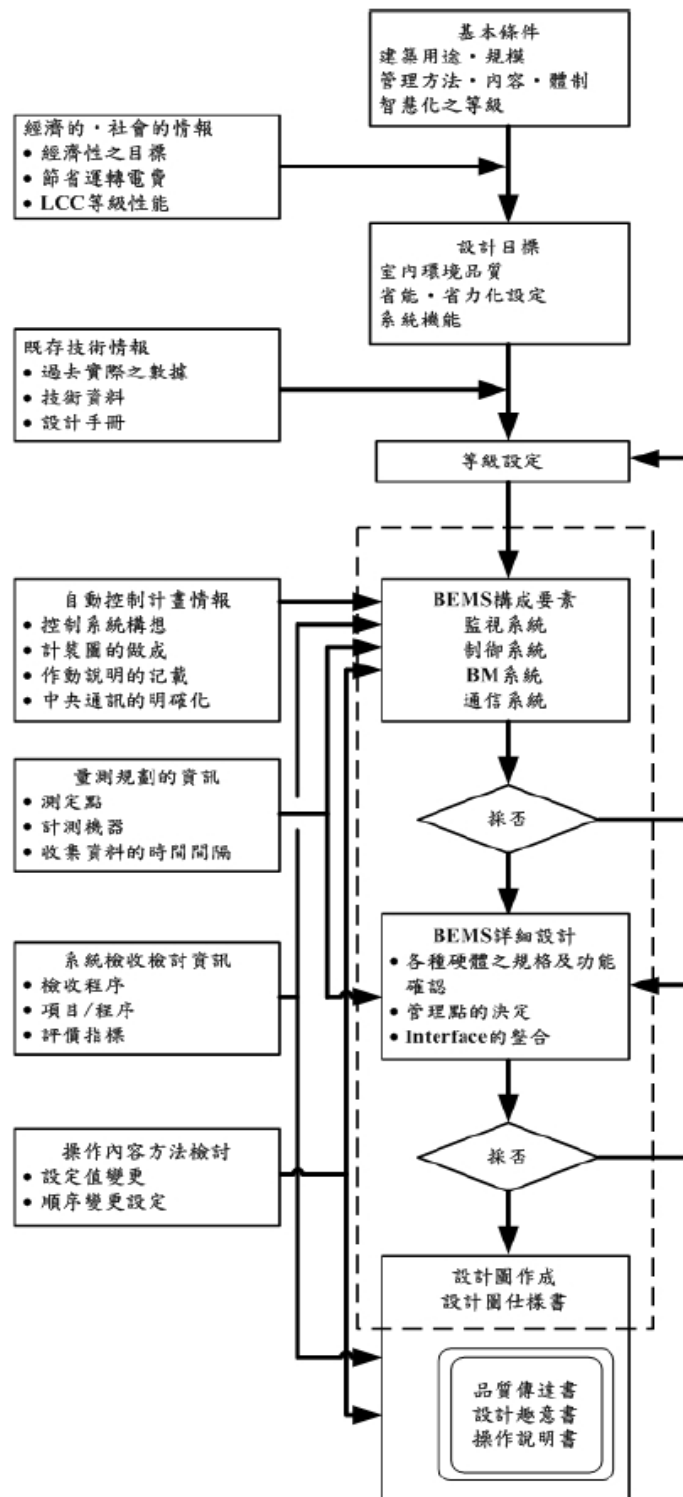 基本條件
建築用途・規模
管理方法・內容・體制
智慧化之等級
經濟的・社會的情報
• 經濟性之目標
• 節省運轉電費
• LCC等級性能
設計目標
室內環境品質
省能・省力化設定
系統機能
既存技術情報
• 過去實際之數據
• 技術資料
• 設計手冊
等級設定
自動控制計畫情報
• 控制系統構想
• 計裝圖的做成
• 作動說明的記載
• 中央通訊的明確化
BEMS構成要素
監視系統
制御系統
BM系統
通信系統
量測規劃的資訊
• 測定點
• 計測機器
• 收集資料的時間間隔
採否
系統檢收檢討資訊
• 檢收程序
• 項目/程序
• 評價指標
BEMS詳細設計
• 各種硬体之規格及功能
確認
• 管理點的決定
• Interface的整合
操作內容方法檢討
• 設定值變更
• 順序變更設定
採否
設計圖作成
設計圖仕樣書
品質傳達書
設計趣意書
操作說明書